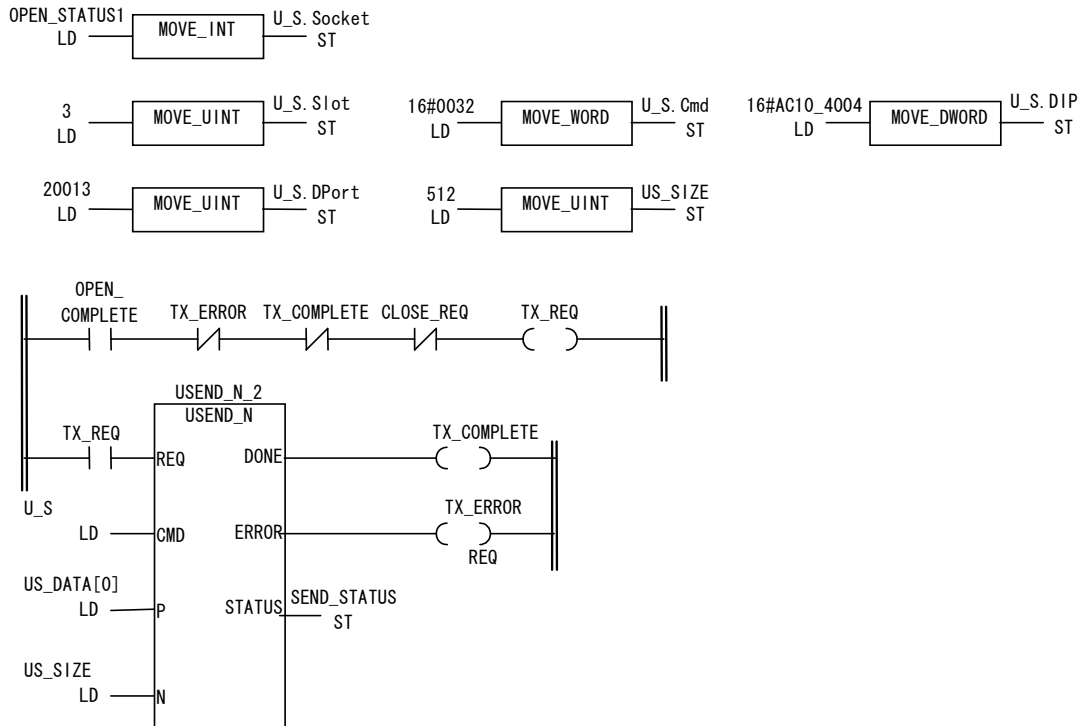 OPEN_STATUS1 MOVE_INT U_S.Socket
LD ST
3 MOVE_UINT U_S.Slot 16#0032 MOVE_WORD U_S.Cmd 16#AC10_4004 MOVE_DWORD U_S.DIP
LD ST LD ST LD ST
20013 MOVE_UINT U_S.DPort 512 MOVE_UINT US_SIZE
LD ST LD ST
OPEN_
COMPLETE TX_ERROR TX_COMPLETE CLOSE_REQ TX_REQ
USEND_N_2
USEND_N
TX_REQ TX_COMPLETE
REQ DONE
U_S TX_ERROR
LD CMD ERROR
REQ
US_DATA[0] SEND_STATUS
LD P STATUS
ST
US_SIZE
LD N